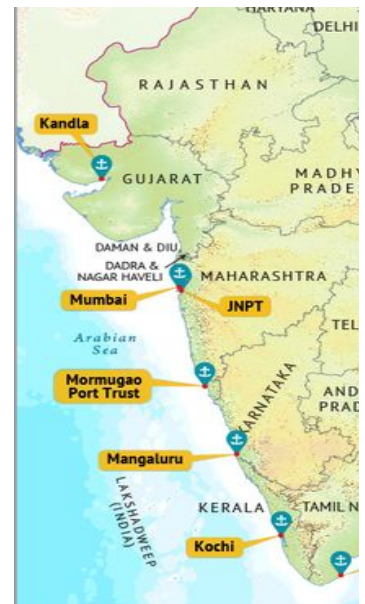 HARYANA
DELHI
RAJASTHAN
Kandla
GUJARAT
MADHY
PRADE
DAMAN & DIU
DADRA &
NAGAR HAVELI
MAHARASHTRA
Mumbai
JNPT
Arabian
Sea
TEL
Mormugao
Port Trust
KARNATAKA
AND
PRAD
Mangaluru
LAKSHADWEEP
(INDIA)
KERALA
TAMIL N
Kochi